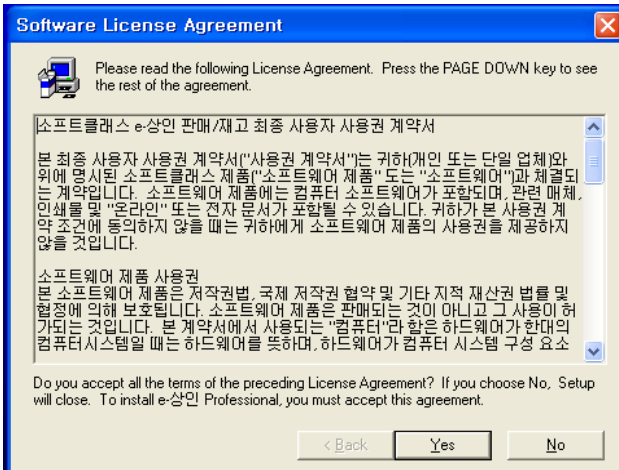 Software License Agreement
Please read the following License Agreement. Press the PAGE DOWN key to see
the rest of the agreement.
소프트클래스 e-상인 판매/재고 최종 사용자 사용권 계약서
본 최종 사용자 사용권 계약서("사용권 계약서")는 귀하(개인 또는 단일 업체)와
위에 명시된 소프트클래스 제품("소프트웨어 제품" 또는 "소프트웨어")과 체결되
는 계약입니다. 소프트웨어 제품에는 컴퓨터 소프트웨어가 포함되며, 관련 매체,
인쇄물 및 "온라인" 또는 전자 문서가 포함될 수 있습니다. 귀하가 본 사용권 계
약 조건에 동의하지 않을 때는 귀하에게 소프트웨어 제품의 사용권을 제공하지
않을 것입니다.
소프트웨어 제품 사용권
본 소프트웨어 제품은 저작권법, 국제 저작권 협약 및 기타 지적 재산권 법률 및
협정에 의해 보호됩니다. 소프트웨어 제품은 판매되는 것이 아니고 그 사용이 허
가되는 것입니다. 본 계약서에서 사용되는 "컴퓨터"라 함은 하드웨어가 한대의
컴퓨터시스템일 때는 하드웨어를 뜻하며, 하드웨어가 컴퓨터 시스템 구성 요소
Do you accept all the terms of the preceding License Agreement? If you choose No, Setup
will close. To install e-상인 Professional, you must accept this agreement.
< Back
Yes
No